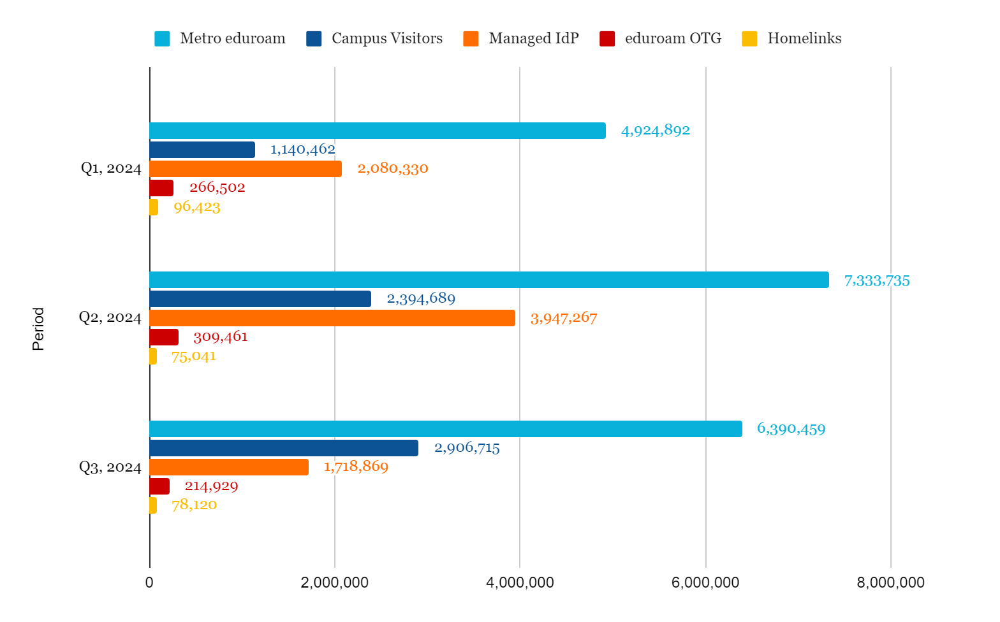 Metro eduroam Campus Visitors Managed IdP eduroam OTG Homelinks
4,924,892
1,140,462
Q1, 2024 2,080,330
266,502
96,423
7,333,735
2,394,689
Period
Q2, 2024 3,947,267
309,461
75,041
6,390,459
2,906,715
Q3, 2024 1,718,869
214,929
78,120
0 2,000,000 4,000,000 6,000,000 8,000,000